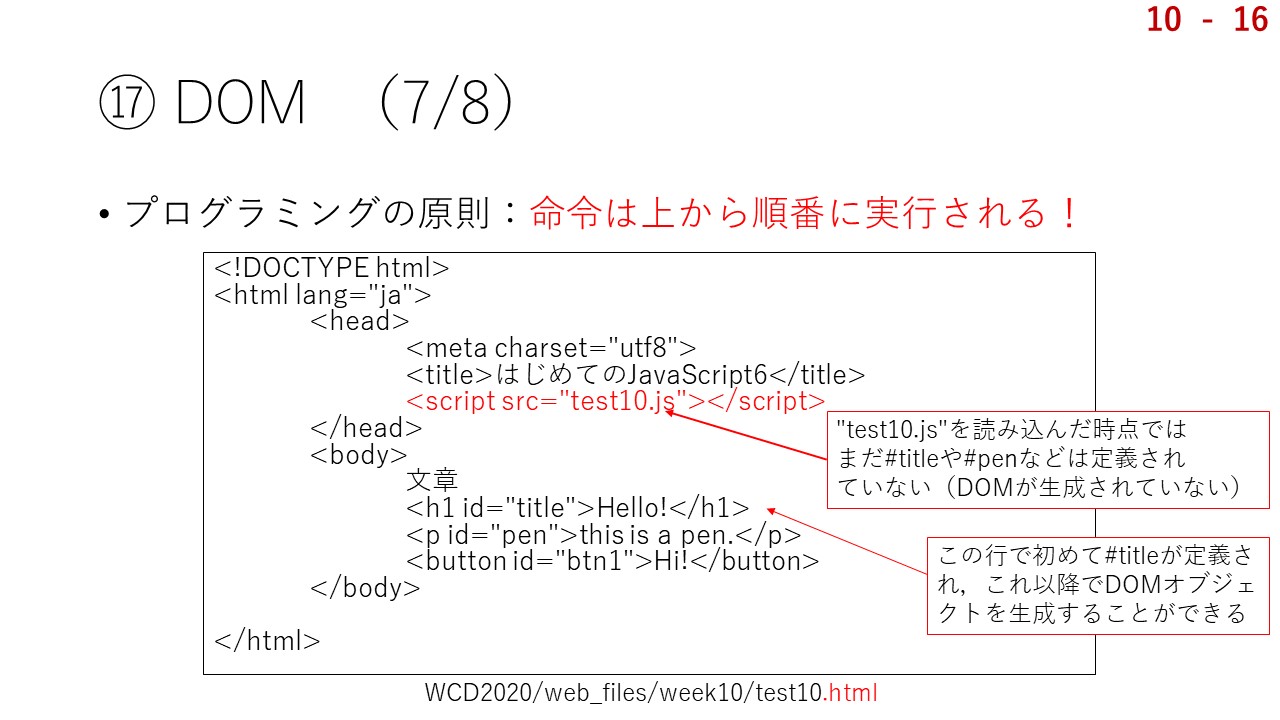 10 - 16
⑰ DOM （7/8）
• プログラミングの原則：命令は上から順番に実行される！
<!DOCTYPE html>
<html lang="ja">
<head>
<meta charset="utf8">
<title>はじめてのJavaScript6</title>
<script src="test10.js"></script>
</head>
<body>
文章
<h1 id="title">Hello!</h1>
<p id="pen">this is a pen.</p>
<button id="btn1">Hi!</button>
</body>
</html>
"test10.js"を読み込んだ時点では
まだ#titleや#penなどは定義され
ていない（DOMが生成されていない）
この行で初めて#titleが定義さ
れ，これ以降でDOMオブジェ
クトを生成することができる
WCD2020/web_files/week10/test10.html